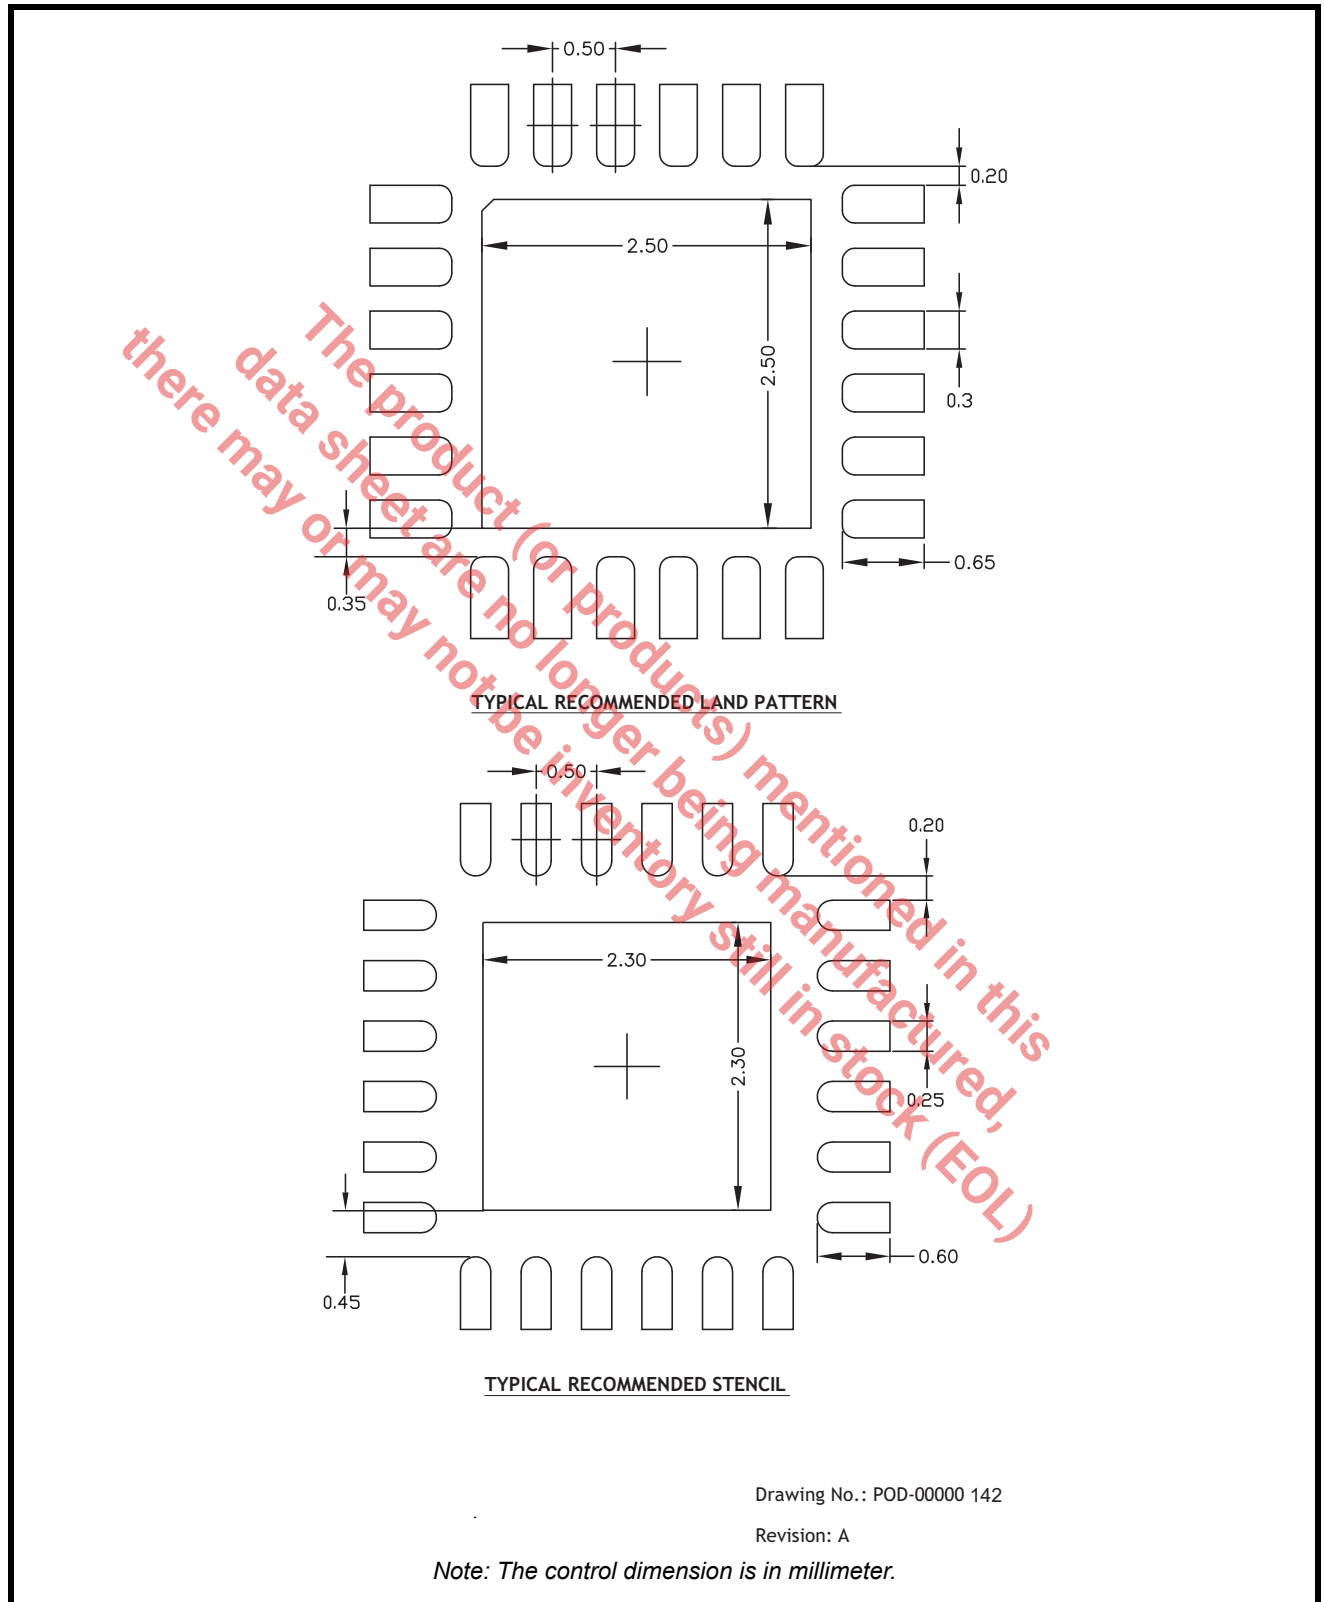 0.50
0.20
2.50
2.50
0.3
0.65
0.35
TYPICAL RECOMMENDED LAND PATTERN
0.50
0.20
2.30
2.30
0.25
0.60
0.45
TYPICAL RECOMMENDED STENCIL
The product (or products) mentioned in this
data sheet are no longer being manufactured,
there may or may not be inventory still in stock (EOL)
Drawing No.: POD-00000 142
Revision: A
Note: The control dimension is in millimeter.